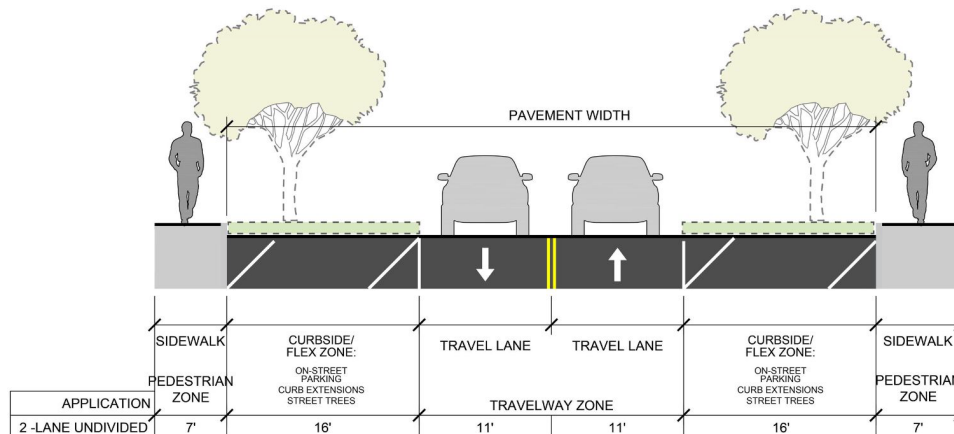 PAVEMENT WIDTH
SIDEWALK
PEDESTRIAN
ZONE
CURBSIDE/
FLEX ZONE:
ON-STREET
PARKING
CURB EXTENSIONS
STREET TREES
TRAVEL LANE
TRAVEL LANE
TRAVELWAY ZONE
CURBSIDE/
FLEX ZONE:
ON-STREET
PARKING
CURB EXTENSIONS
STREET TREES
SIDEWALK
PEDESTRIAN
ZONE
APPLICATION
2 -LANE UNDIVIDED 7' 16' 11' 11' 16' 7'